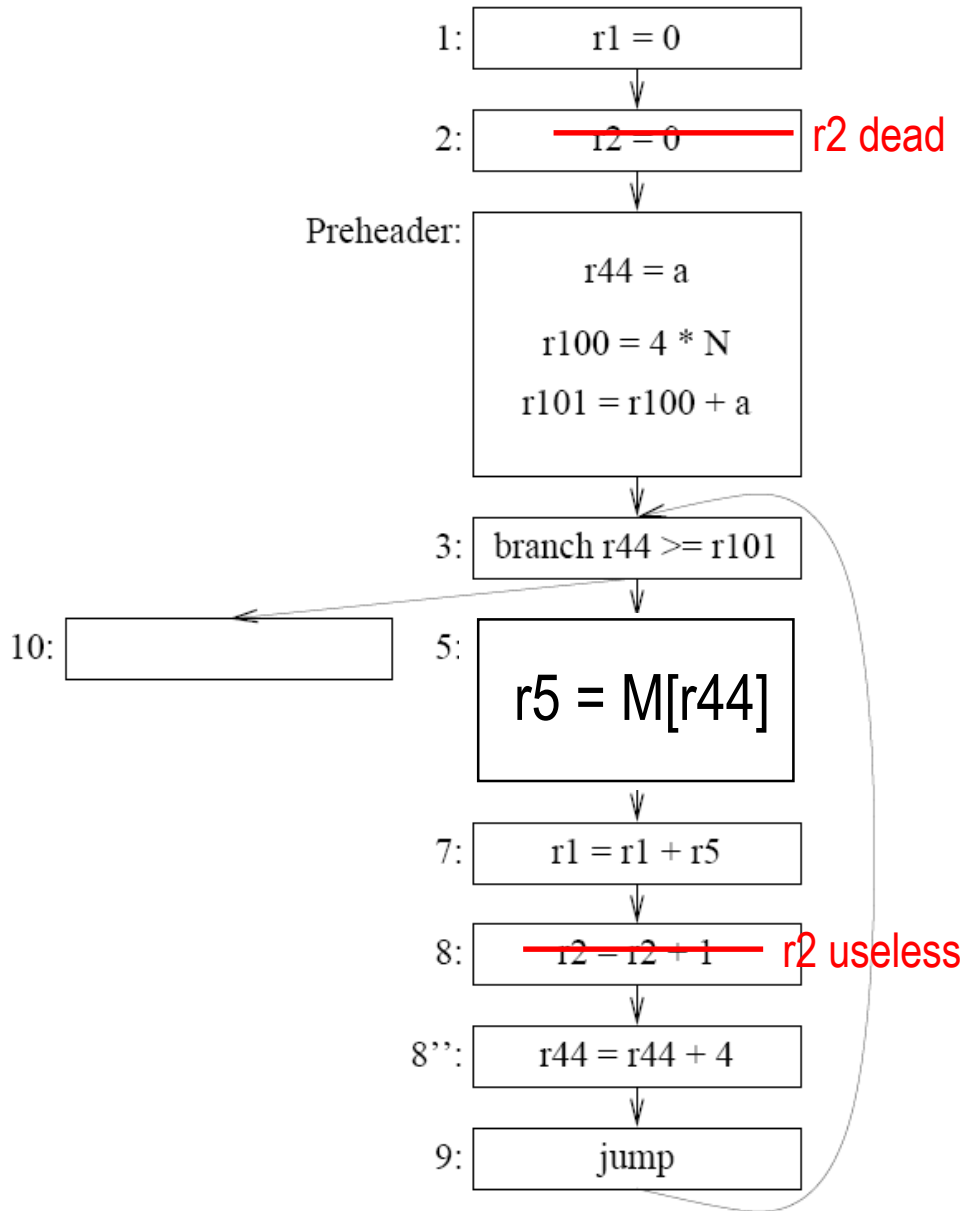 1: r1 = 0
2: r2 = 0 r2 dead
Preheader:
r44 = a
r100 = 4 * N
r101 = r100 + a
3: branch r44 >= r101
10: 5: r5 = M[r44]
7: r1 = r1 + r5
8: r2 = r2 + 1 r2 useless
8’’: r44 = r44 + 4
9: jump